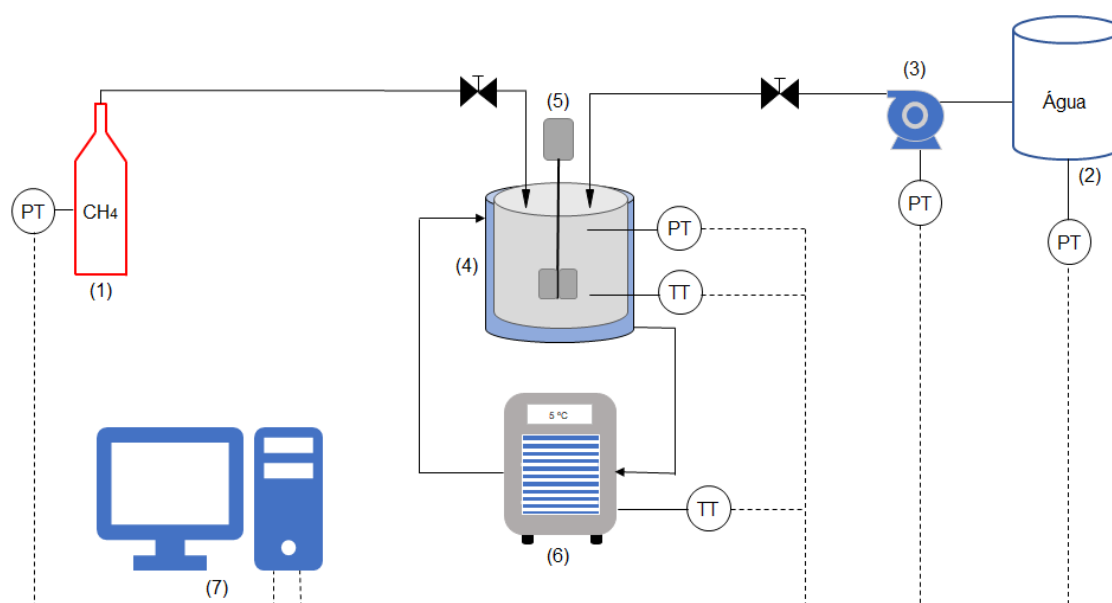 (3)
(5)
Água
(2)
PT
CH₄
(1)
PT
PT
PT
(4)
TT
5 ºC
TT
(6)
(7)